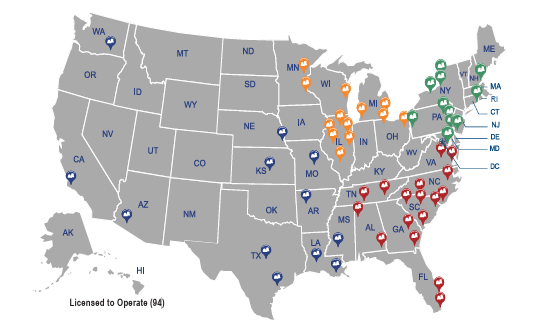 WA
MT
ND
MN
ME
OR
ID
SD
WI
VT
NH
NY
MA
RI
CT
WY
MI
PA
NJ
NE
IA
DE
NV
UT
CO
IL
IN
OH
MD
CA
KS
MO
WV
VA
DC
KY
AZ
NM
OK
AR
TN
NC
SC
MS
AL
GA
TX
LA
AK
HI
FL
Licensed to Operate (94)